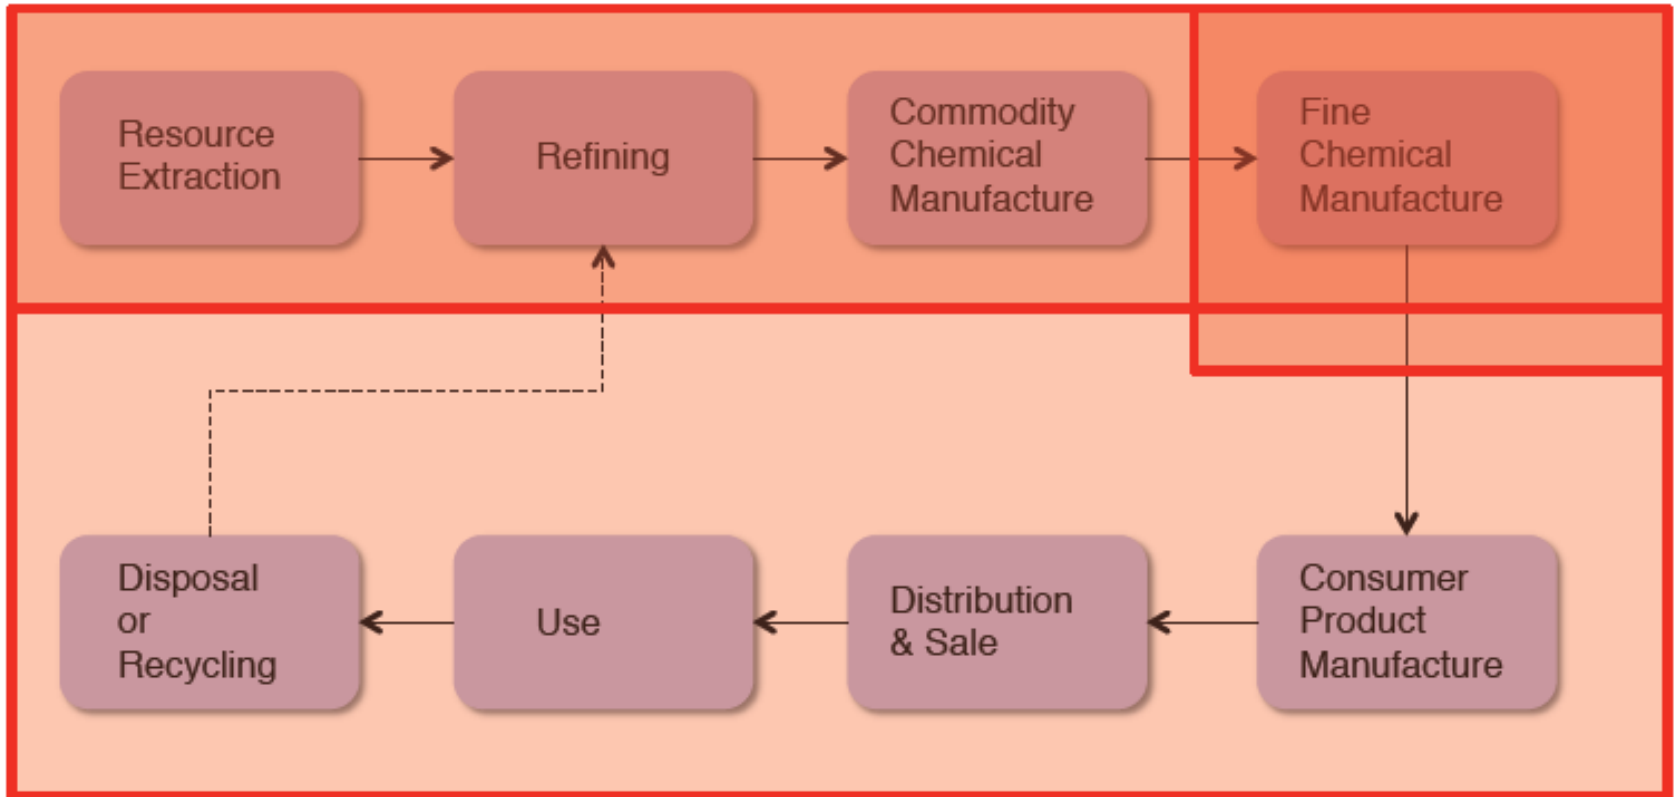 Resource
Extraction
Refining
Commodity
Chemical
Manufacture
Fine
Chemical
Manufacture
Disposal
or
Recycling
Use
Distribution
& Sale
Consumer
Product
Manufacture